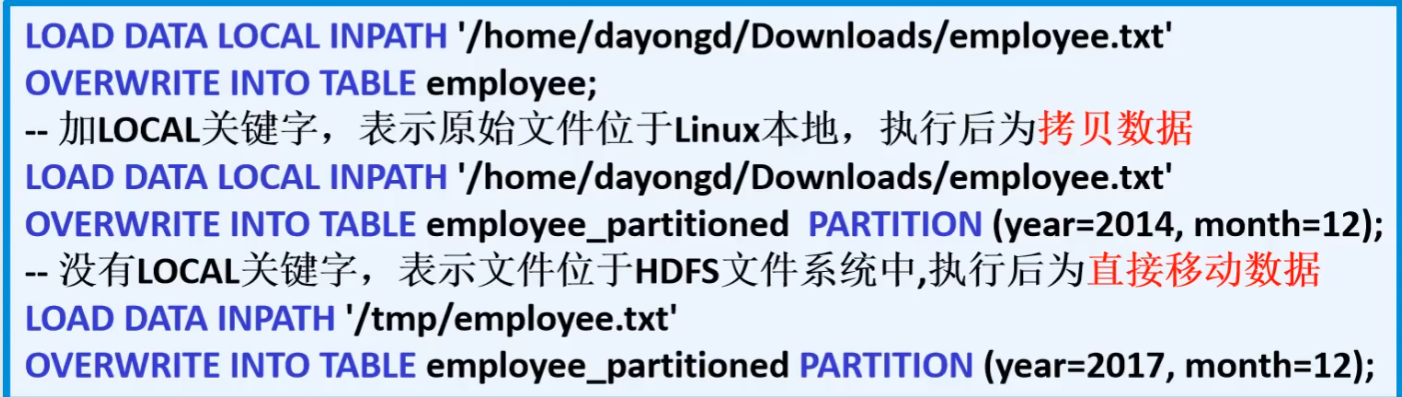 LOAD DATA LOCAL INPATH '/home/dayongd/Downloads/employee.txt'
OVERWRITE INTO TABLE employee;
-- 加LOCAL关键字，表示原始文件位于Linux本地，执行后为拷贝数据
LOAD DATA LOCAL INPATH '/home/dayongd/Downloads/employee.txt'
OVERWRITE INTO TABLE employee_partitioned  PARTITION (year=2014, month=12);
-- 没有LOCAL关键字，表示文件位于HDFS文件系统中,执行后为直接移动数据
LOAD DATA INPATH '/tmp/employee.txt'
OVERWRITE INTO TABLE employee_partitioned PARTITION (year=2017, month=12);